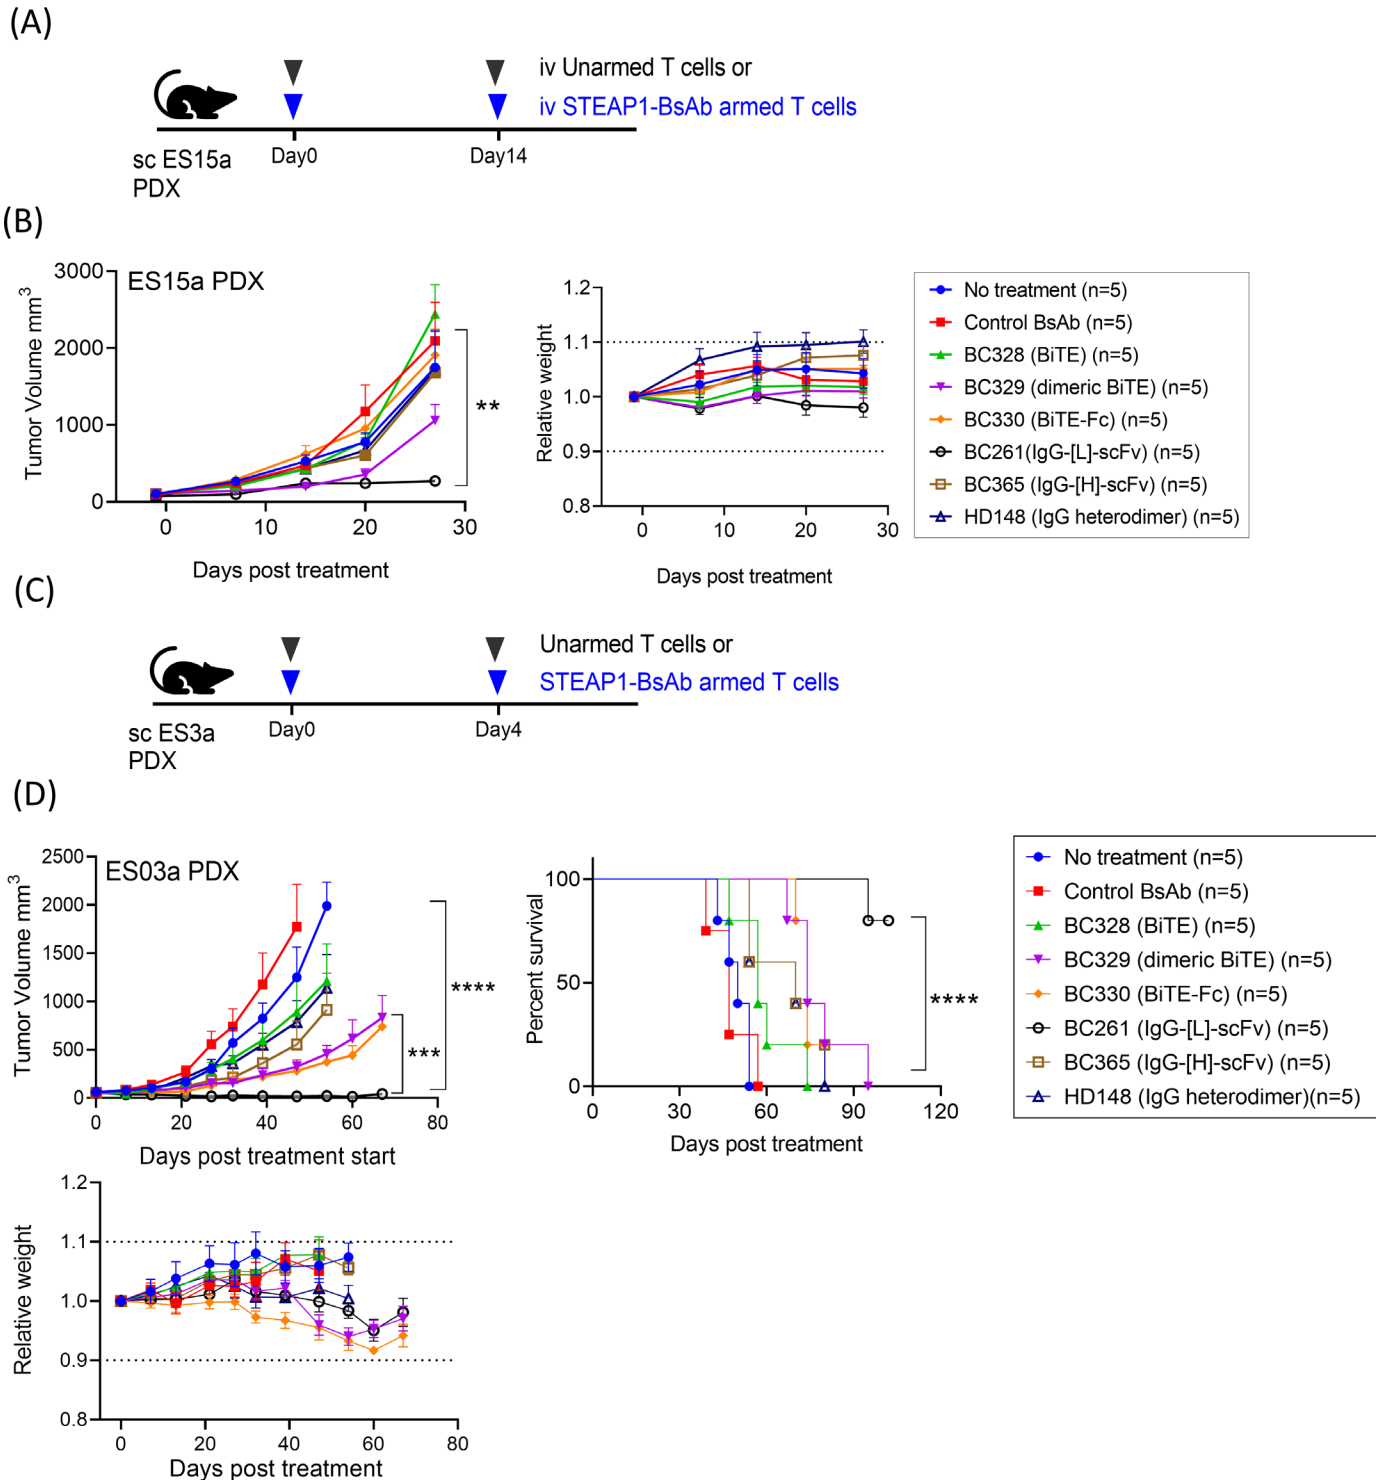 (A)
iv Unarmed T cells or
iv STEAP1-BsAb armed T cells
sc ES15a
PDX
Day0
Day14
(B)
Tumor Volume mm³
3000
2000
1000
0
ES15a PDX
**
0
10
20
30
Days post treatment
Relative weight
1.2
1.1
1.0
0.9
0.8
0
10
20
30
Days post treatment
No treatment (n=5)
Control BsAb (n=5)
BC328 (BiTE) (n=5)
BC329 (dimeric BiTE) (n=5)
BC330 (BiTE-Fc) (n=5)
BC261(IgG-[L]-scFv) (n=5)
BC365 (IgG-[H]-scFv) (n=5)
HD148 (IgG heterodimer) (n=5)
(C)
Unarmed T cells or
STEAP1-BsAb armed T cells
sc ES3a
PDX
Day0
Day4
(D)
Tumor Volume mm³
2500
2000
1500
1000
500
0
ES03a PDX
****
***
0
20
40
60
80
Days post treatment start
Percent survival
100
50
0
****
0
30
60
90
120
Days post treatment
No treatment (n=5)
Control BsAb (n=5)
BC328 (BiTE) (n=5)
BC329 (dimeric BiTE) (n=5)
BC330 (BiTE-Fc) (n=5)
BC261 (IgG-[L]-scFv) (n=5)
BC365 (IgG-[H]-scFv) (n=5)
HD148 (IgG heterodimer)(n=5)
Relative weight
1.2
1.1
1.0
0.9
0.8
0
20
40
60
80
Days post treatment